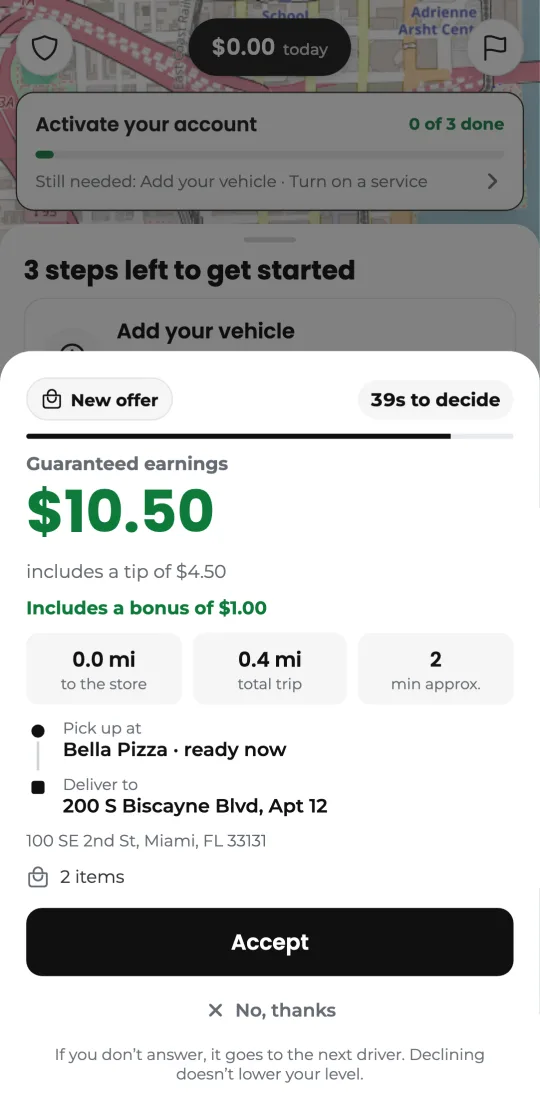 School
Adrienne
Arsht Cent
East Coast Rail
$0.00 today
3A
Activate your account
0 of 3 done
Still needed: Add your vehicle · Turn on a service
I 95
3 steps left to get started
Add your vehicle
New offer
39s to decide
Guaranteed earnings
$10.50
includes a tip of $4.50
Includes a bonus of $1.00
0.0 mi
to the store
0.4 mi
total trip
2
min approx.
Pick up at
Bella Pizza · ready now
Deliver to
200 S Biscayne Blvd, Apt 12
100 SE 2nd St, Miami, FL 33131
2 items
Accept
No, thanks
If you don’t answer, it goes to the next driver. Declining
doesn’t lower your level.